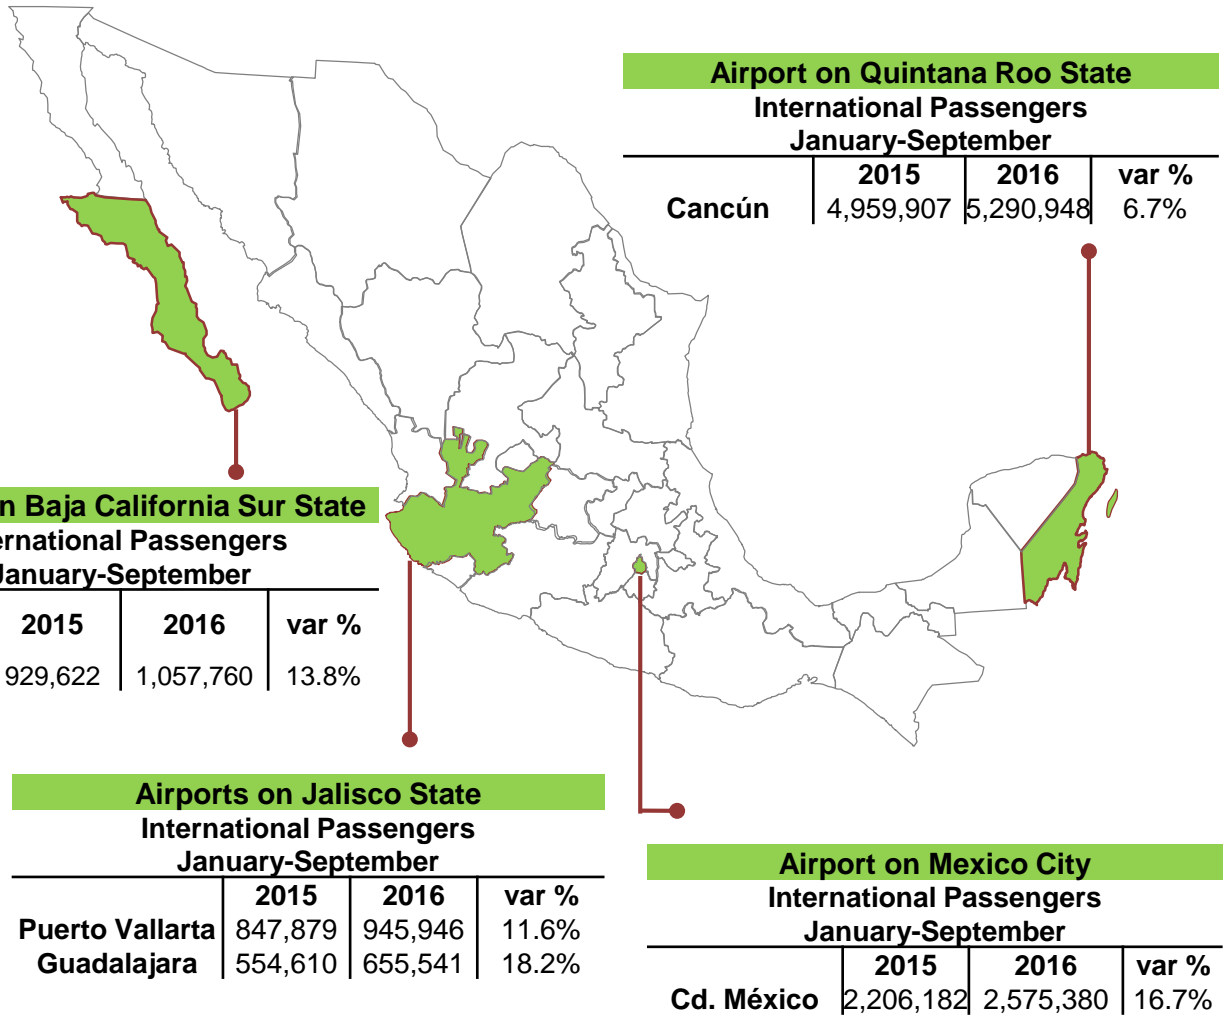 Airport on Quintana Roo State
International Passengers
January-September
2015 2016 var %
Cancún 4,959,907 5,290,948 6.7%
n Baja California Sur State
ernational Passengers
January-September
2015 2016 var %
929,622 1,057,760 13.8%
Airports on Jalisco State
International Passengers
January-September
2015 2016 var %
Puerto Vallarta 847,879 945,946 11.6%
Guadalajara 554,610 655,541 18.2%
Airport on Mexico City
International Passengers
January-September
2015 2016 var %
Cd. México 2,206,182 2,575,380 16.7%